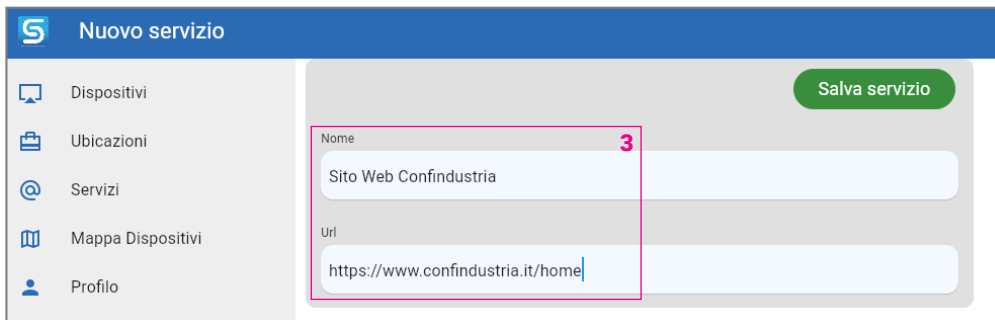 Nuovo servizio
Dispositivi
Ubicazioni
Servizi
Mappa Dispositivi
Profilo
Salva servizio
3
Nome
Sito Web Confindustria
Url
https://www.confindustria.it/home